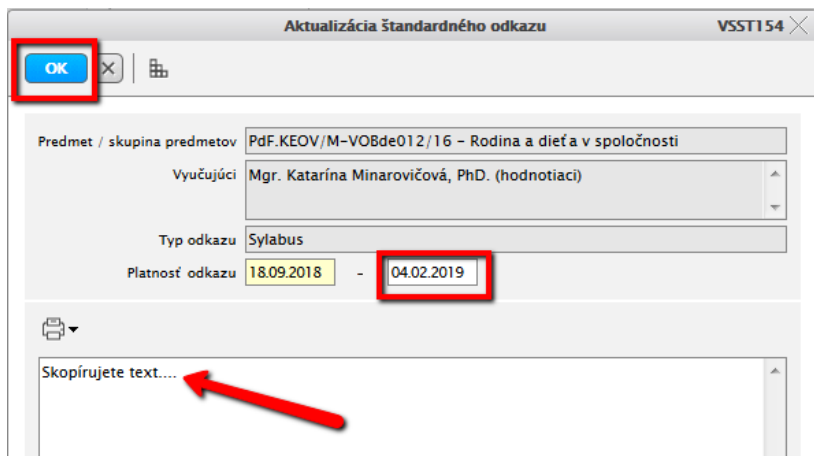 Aktualizácia štandardného odkazu VSST154
OK
Predmet / skupina predmetov PdF.KEOV/M-VOBde012/16 – Rodina a dieťa v spoločnosti
Vyučujúci Mgr. Katarína Minarovičová, PhD. (hodnotiaci)
Typ odkazu Sylabus
Platnosť odkazu 18.09.2018 - 04.02.2019
Skopírujete text....